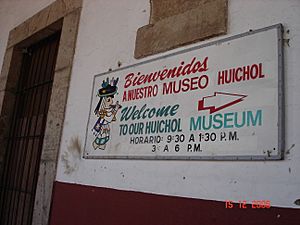 Bienvenidos
A NUESTRO MUSEO HUICHOL
Welcome
TO OUR HUICHOL MUSEUM
HORARIO: 9:30 A 1:30 P.M.
3 A 6 P.M.
15 12 2005